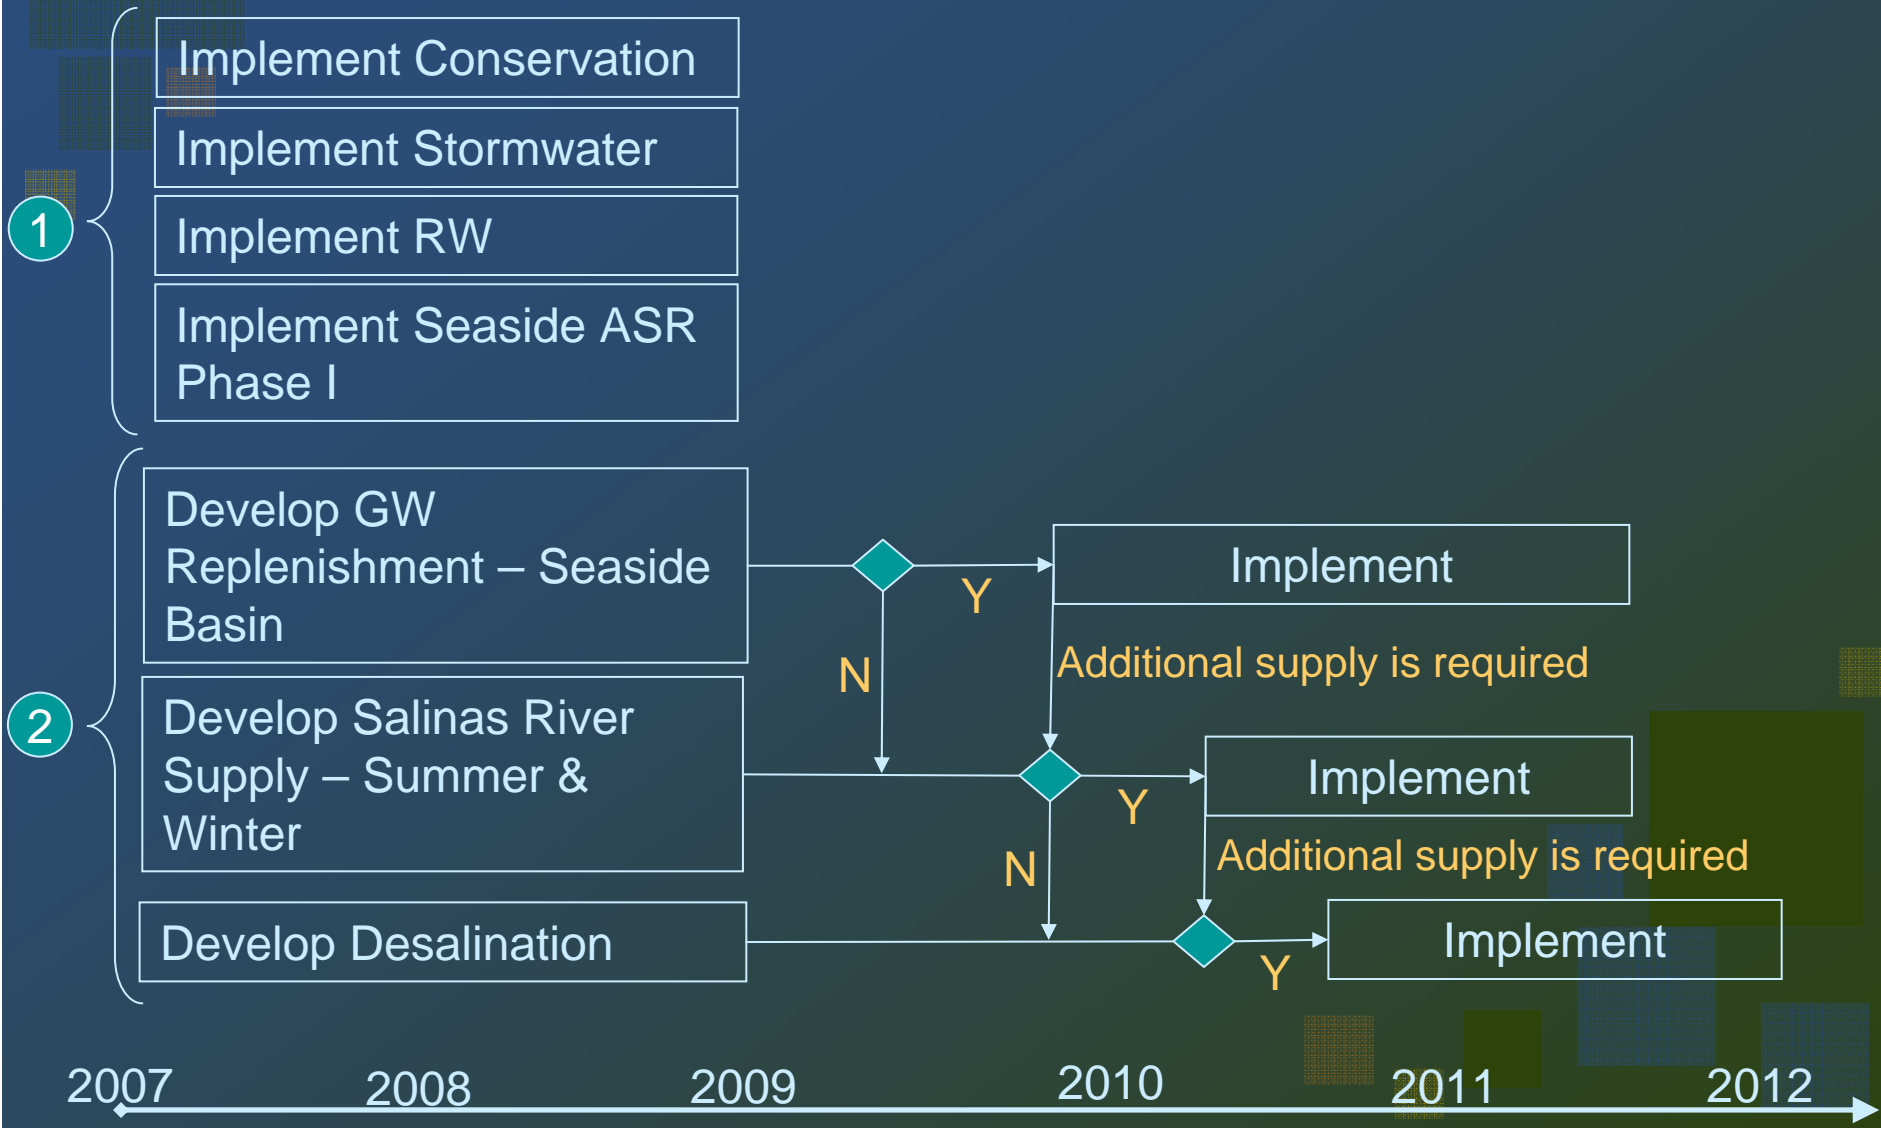 Implement Conservation
Implement Stormwater
1
Implement RW
Implement Seaside ASR
Phase I
Develop GW
Replenishment – Seaside
Basin
Implement
Y
N
Additional supply is required
2
Develop Salinas River
Supply – Summer &
Winter
Implement
Y
N
Additional supply is required
Develop Desalination
Implement
Y
2007 2008 2009 2010 2011 2012